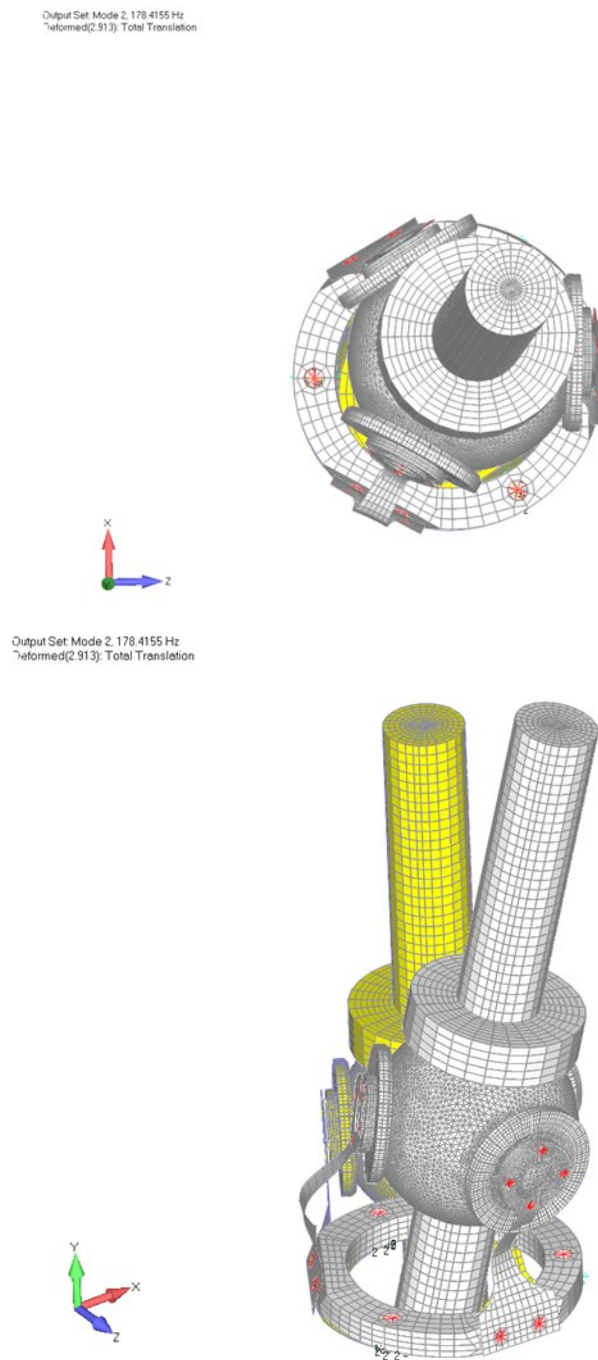 Output Set: Mode 2, 178.4155 Hz
Deformed(2.913): Total Translation
X
Z
Z
Output Set: Mode 2, 178.4155 Hz
Deformed(2.913): Total Translation
Y
X
Z